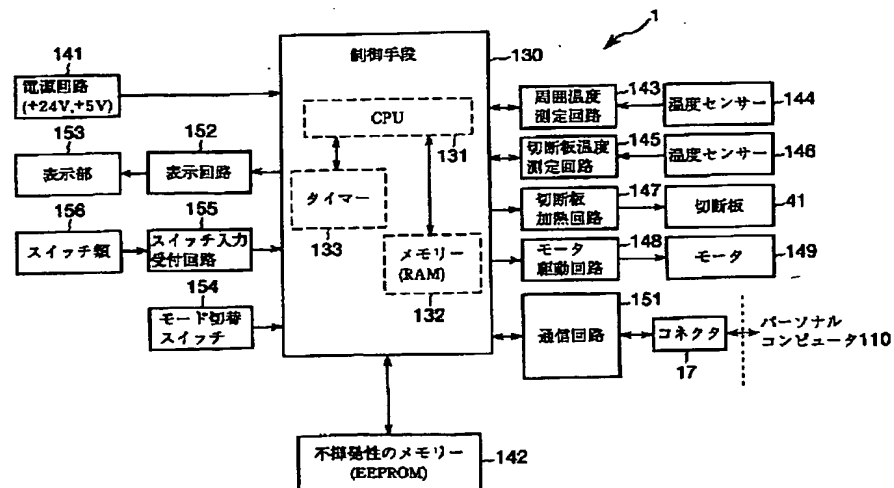 1
141
電源回路
(+24V,+5V)
153
表示部
152
表示回路
156
スイッチ類
155
スイッチ入力
受付回路
154
モード切替
スイッチ
制御手段
130
CPU
131
タイマー
133
メモリー
(RAM)
132
周囲温度
測定回路
143
温度センサー
144
切断板温度
測定回路
145
温度センサー
146
切断板
加熱回路
147
切断板
41
モータ
駆動回路
148
モータ
149
通信回路
151
コネクタ
17
パーソナル
コンピュータ110
不揮発性のメモリー
(EEPROM)
142